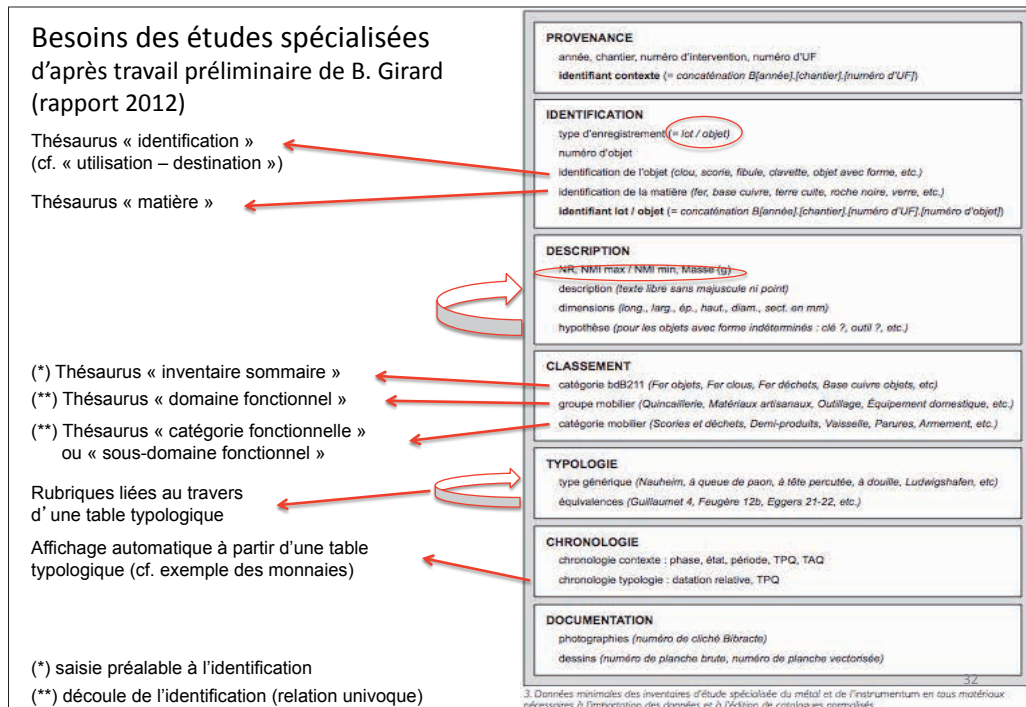 Besoins des études spécialisées
d'après travail préliminaire de B. Girard
(rapport 2012)
Thésaurus « identification »
(cf. « utilisation – destination »)
Thésaurus « matière »
(*) Thésaurus « inventaire sommaire »
(**) Thésaurus « domaine fonctionnel »
(**) Thésaurus « catégorie fonctionnelle »
ou « sous-domaine fonctionnel »
Rubriques liées au travers
d'une table typologique
Affichage automatique à partir d'une table
typologique (cf. exemple des monnaies)
(*) saisie préalable à l'identification
(**) découle de l'identification (relation univoque)
PROVENANCE
année, chantier, numéro d'intervention, numéro d'UF
identifiant contexte (= concaténation B[année].[chantier].[numéro d'UF])
IDENTIFICATION
type d'enregistrement (= lot / objet)
numéro d'objet
identification de l'objet (clou, scorie, fibule, clavette, objet avec forme, etc.)
identification de la matière (fer, base cuivre, terre cuite, roche noire, verre, etc.)
identifiant lot / objet (= concaténation B[année].[chantier].[numéro d'UF].[numéro d'objet])
DESCRIPTION
NR, NMI max / NMI min, Masse (g)
description (texte libre sans majuscule ni point)
dimensions (long., larg., ép., haut., diam., sect. en mm)
hypothèse (pour les objets avec forme indéterminés : clé ?, outil ?, etc.)
CLASSEMENT
catégorie bdB211 (Fer objets, Fer clous, Fer déchets, Base cuivre objets, etc)
groupe mobilier (Quincaillerie, Matériaux artisanaux, Outillage, Équipement domestique, etc.)
catégorie mobilier (Scories et déchets, Demi-produits, Vaisselle, Parures, Armement, etc.)
TYPOLOGIE
type générique (Nauheim, à queue de paon, à tête percutée, à douille, Ludwigshafen, etc)
équivalences (Guillaumet 4, Feugère 12b, Eggers 21-22, etc.)
CHRONOLOGIE
chronologie contexte : phase, état, période, TPQ, TAQ
chronologie typologie : datation relative, TPQ
DOCUMENTATION
photographies (numéro de cliché Bibracte)
dessins (numéro de planche brute, numéro de planche vectorisée)
32
3. Données minimales des inventaires d'étude spécialisée du métal et de l'instrumentum en tous matériaux
nécessaires à l'importation des données et à l'édition de catalogues normalisés